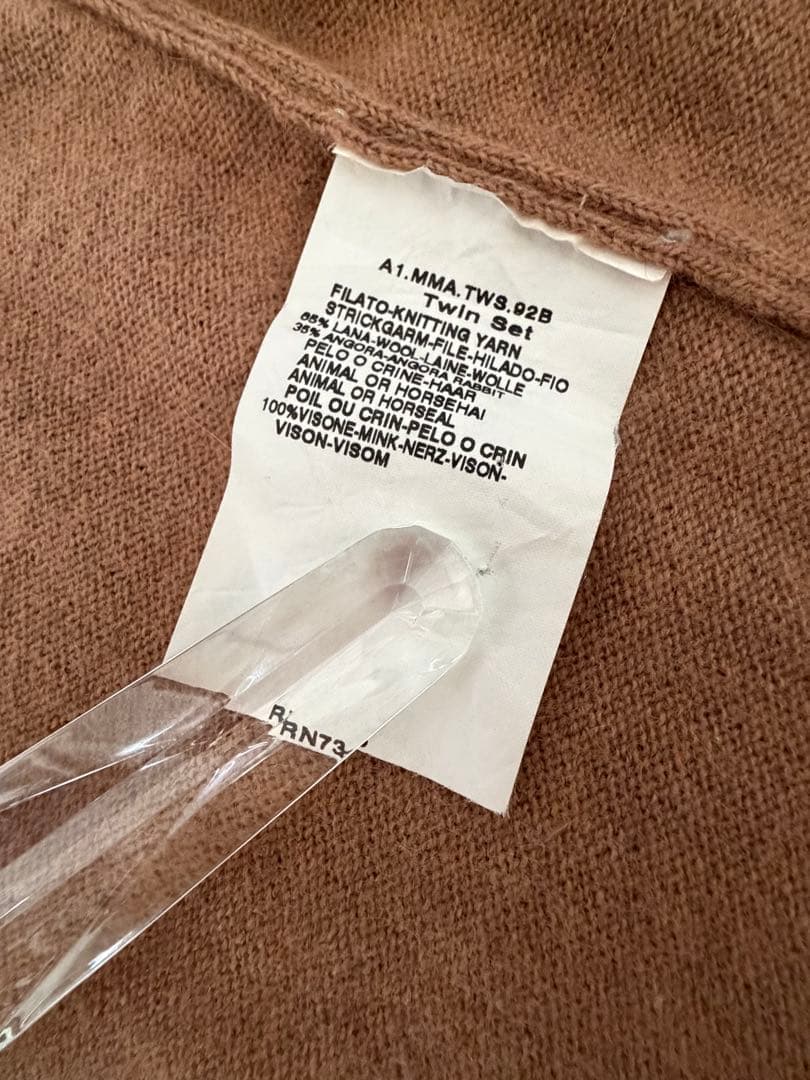 A1.MMA.TWS.92B
Twin Set
FILATO-KNITTING YARN
STRICKGARM-FILE-HILADO-FIO
65% LANA-WOOL-LAINE-WOLLE
35% ANGORA-ANGORA RABBIT
PELO O CRINE-HAAR
ANIMAL OR HORSEHAI
ANIMAL OR HORSEAL
POIL OU CRIN-PELO O CRIN
100%VISONE-MINK-NERZ-VISON-
VISON-VISOM